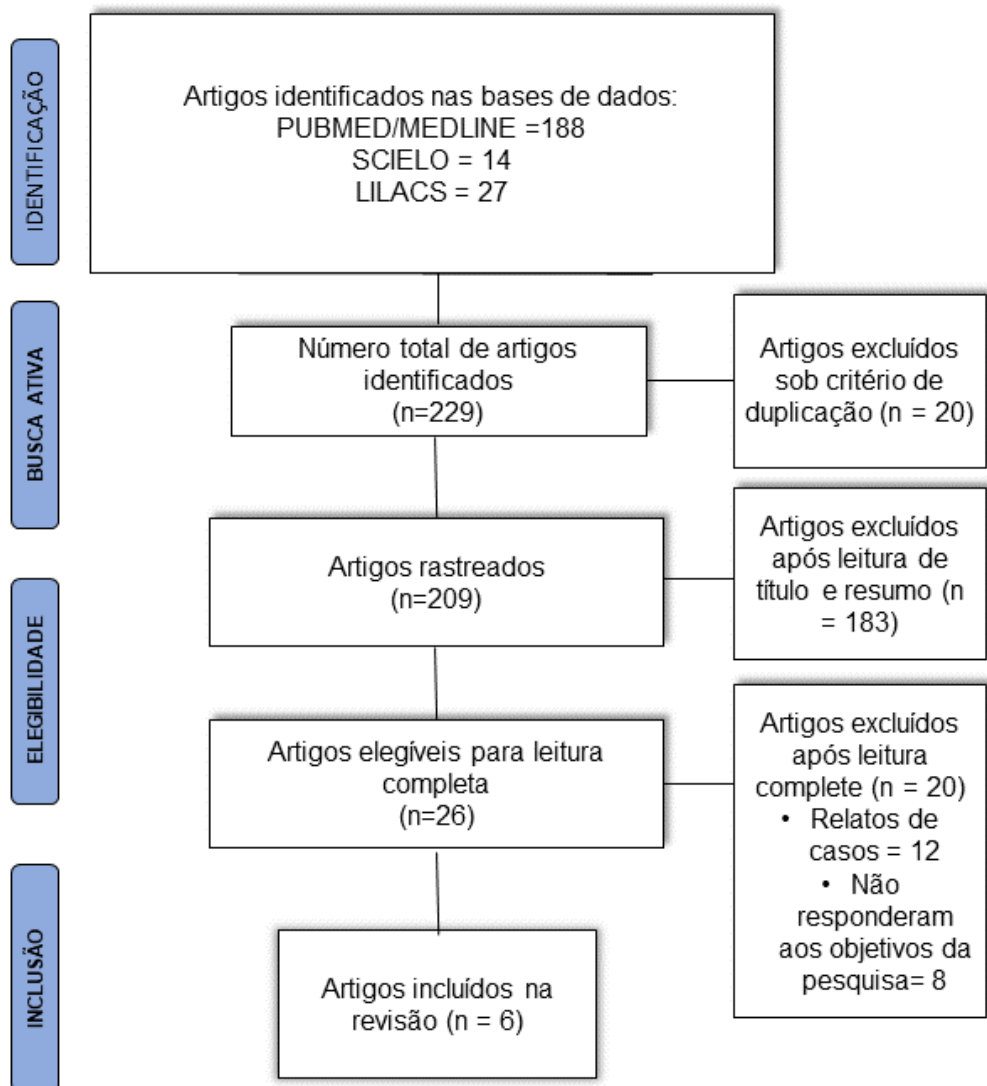 IDENTIFICAÇÃO
Artigos identificados nas bases de dados:
PUBMED/MEDLINE =188
SCIELO = 14
LILACS = 27
BUSCA ATIVA
Número total de artigos
identificados
(n=229)
Artigos excluídos
sob critério de
duplicação (n = 20)
Artigos rastreados
(n=209)
Artigos excluídos
após leitura de
título e resumo (n
= 183)
ELEGIBILIDADE
Artigos elegíveis para leitura
completa
(n=26)
Artigos excluídos
após leitura
complete (n = 20)
• Relatos de
casos = 12
• Não
responderam
aos objetivos da
pesquisa= 8
INCLUSÃO
Artigos incluídos na
revisão (n = 6)